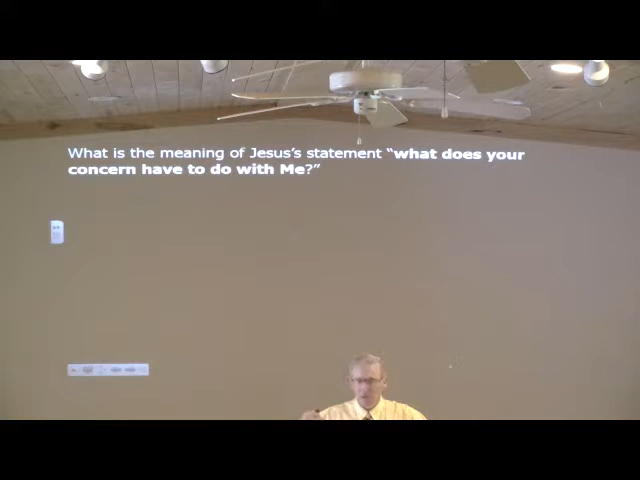 What is the meaning of Jesus's statement “what does your
concern have to do with Me?”